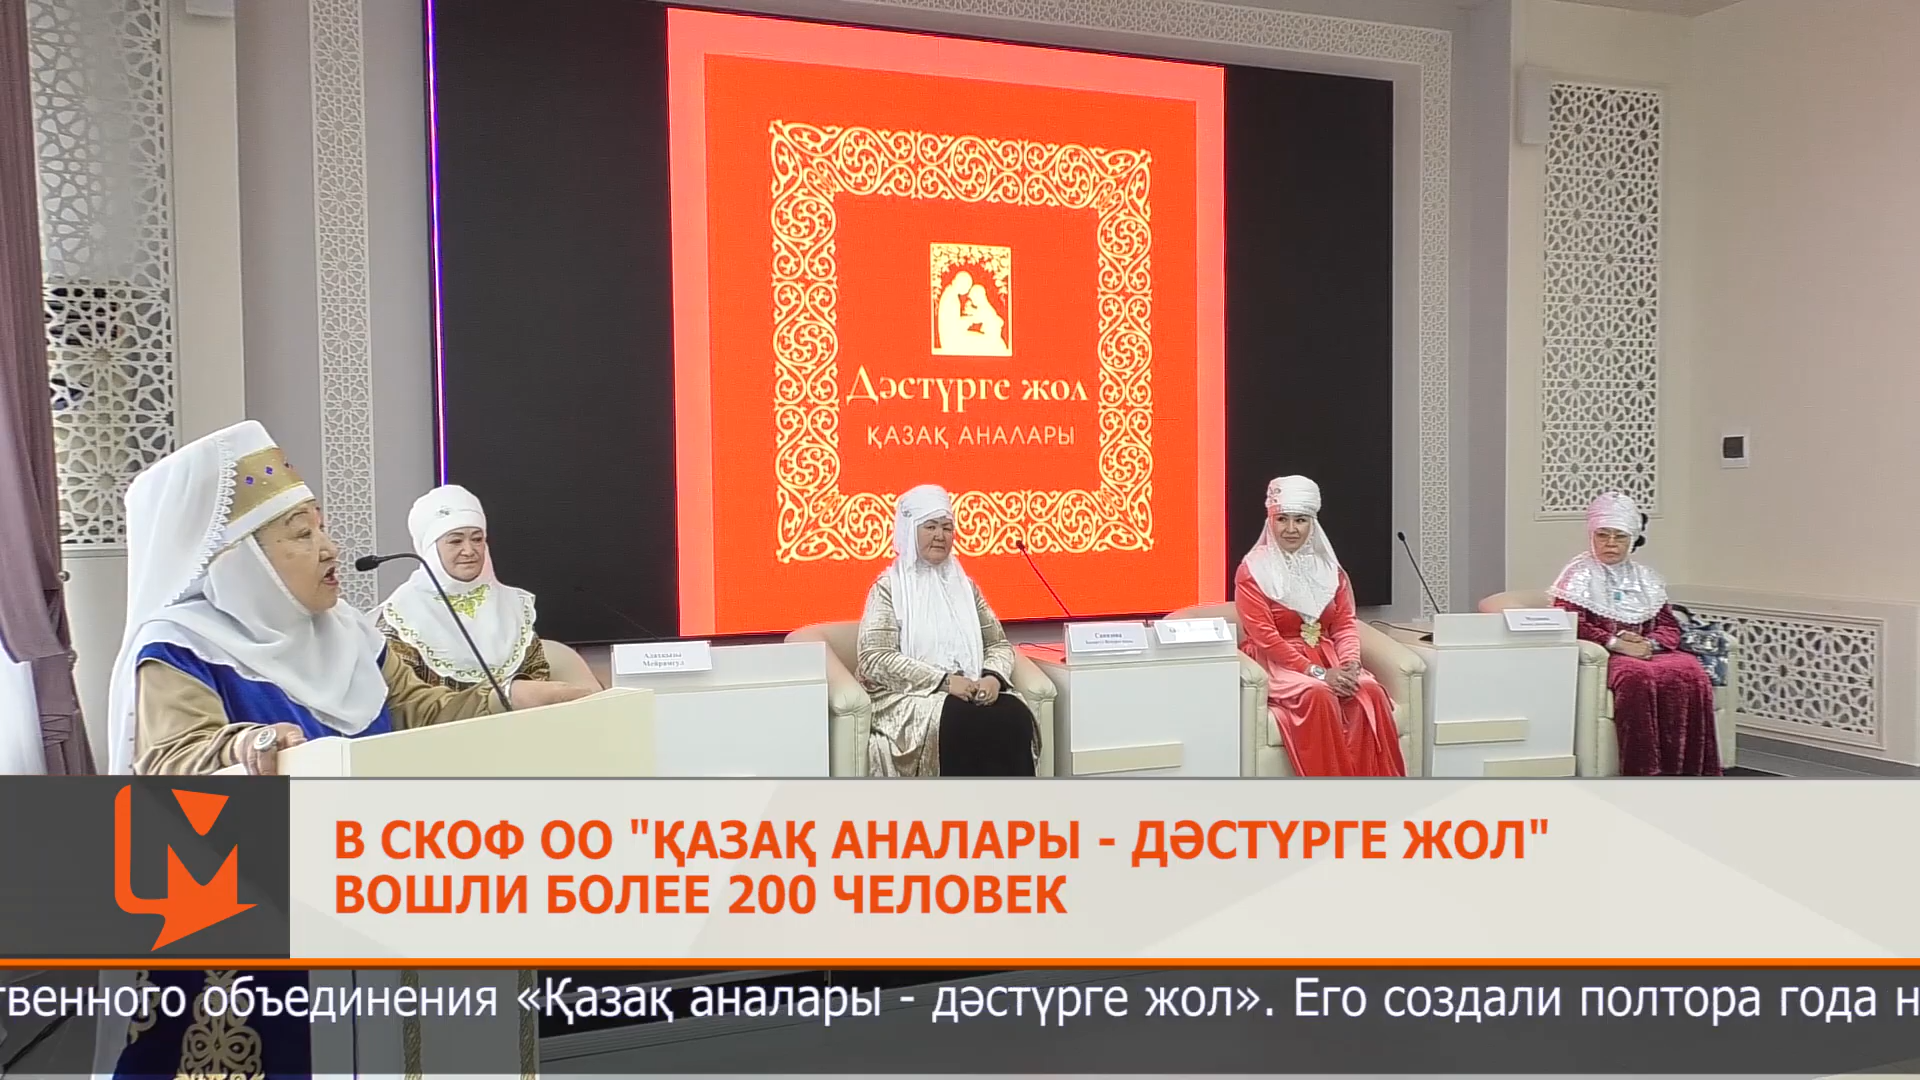 Дәстүрге жол
ҚАЗАҚ АНАЛАРЫ
Мейрамгүл
В СКОФ ОО "ҚАЗАҚ АНАЛАРЫ - ДӘСТҮРГЕ ЖОЛ"
ВОШЛИ БОЛЕЕ 200 ЧЕЛОВЕК
твенного объединения «Қазақ аналары - дәстүрге жол». Его создали полтора года н